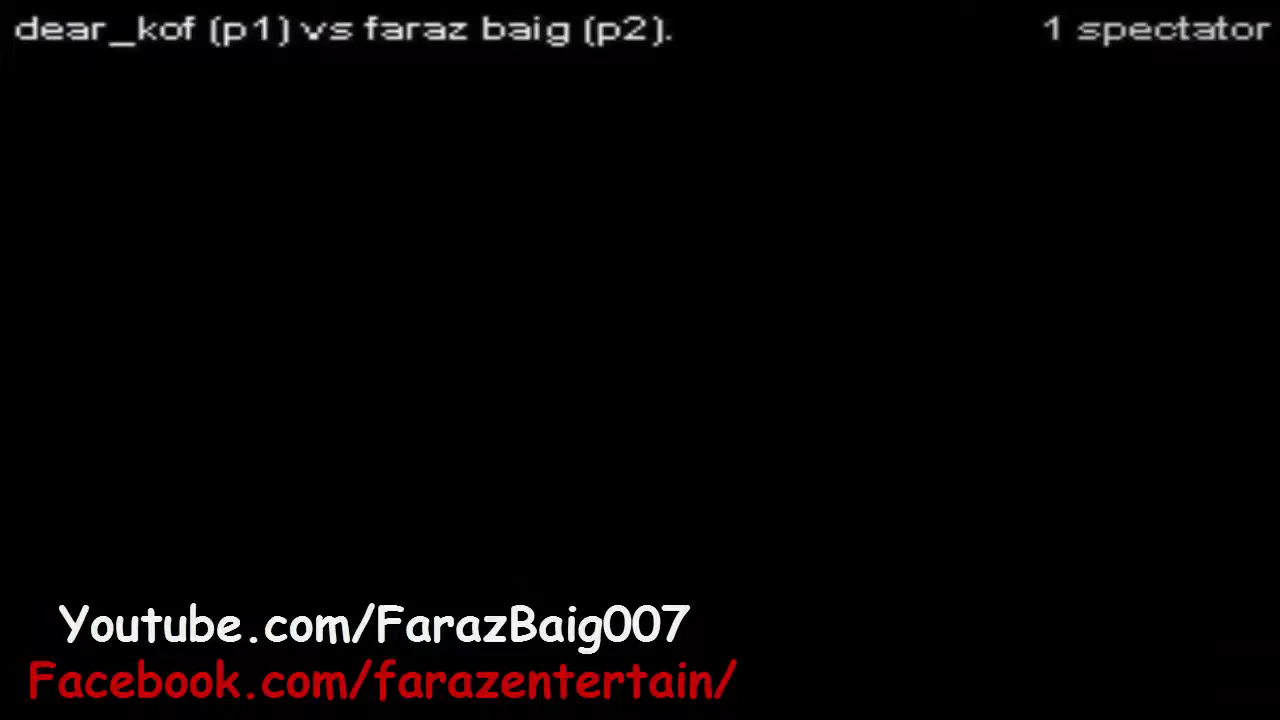 dear_kof (p1) vs faraz baig (p2).
1 spectator
Youtube.com/FarazBaig007
Facebook.com/farazentertain/